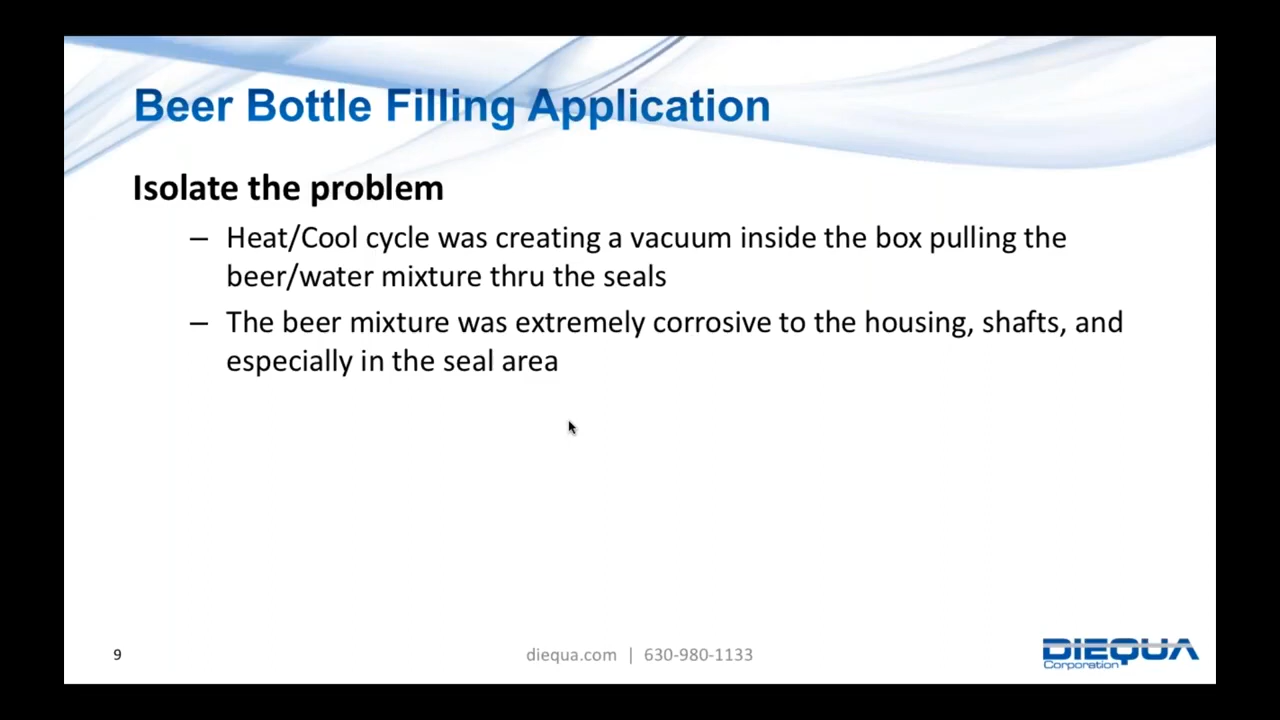 Beer Bottle Filling Application
Isolate the problem
– Heat/Cool cycle was creating a vacuum inside the box pulling the
beer/water mixture thru the seals
– The beer mixture was extremely corrosive to the housing, shafts, and
especially in the seal area
9
diequa.com | 630-980-1133
DIEQUA
Corporation